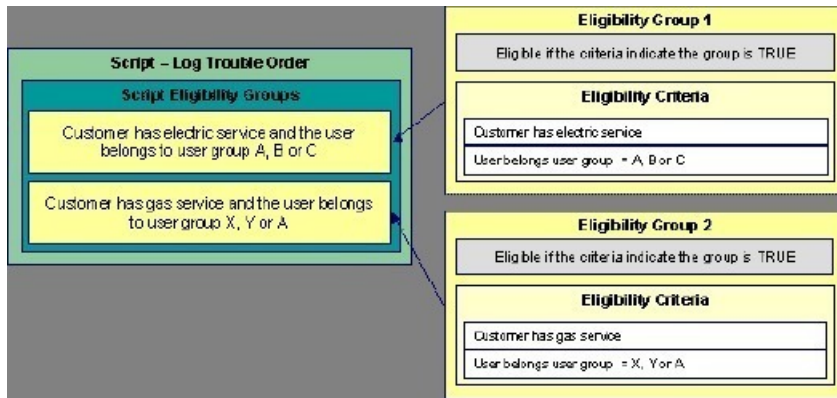 Script – Log Trouble Order
Script Eligibility Groups
Customer has electric service and the user
belongs to user group A, B or C
Customer has gas service and the user belongs
to user group X, Y or A
Eligibility Group 1
Eligible if the criteria indicate the group is TRUE
Eligibility Criteria
Customer has electric service
User belongs user group = A, B or C
Eligibility Group 2
Eligible if the criteria indicate the group is TRUE
Eligibility Criteria
Customer has gas service
User belongs user group = X, Y or A